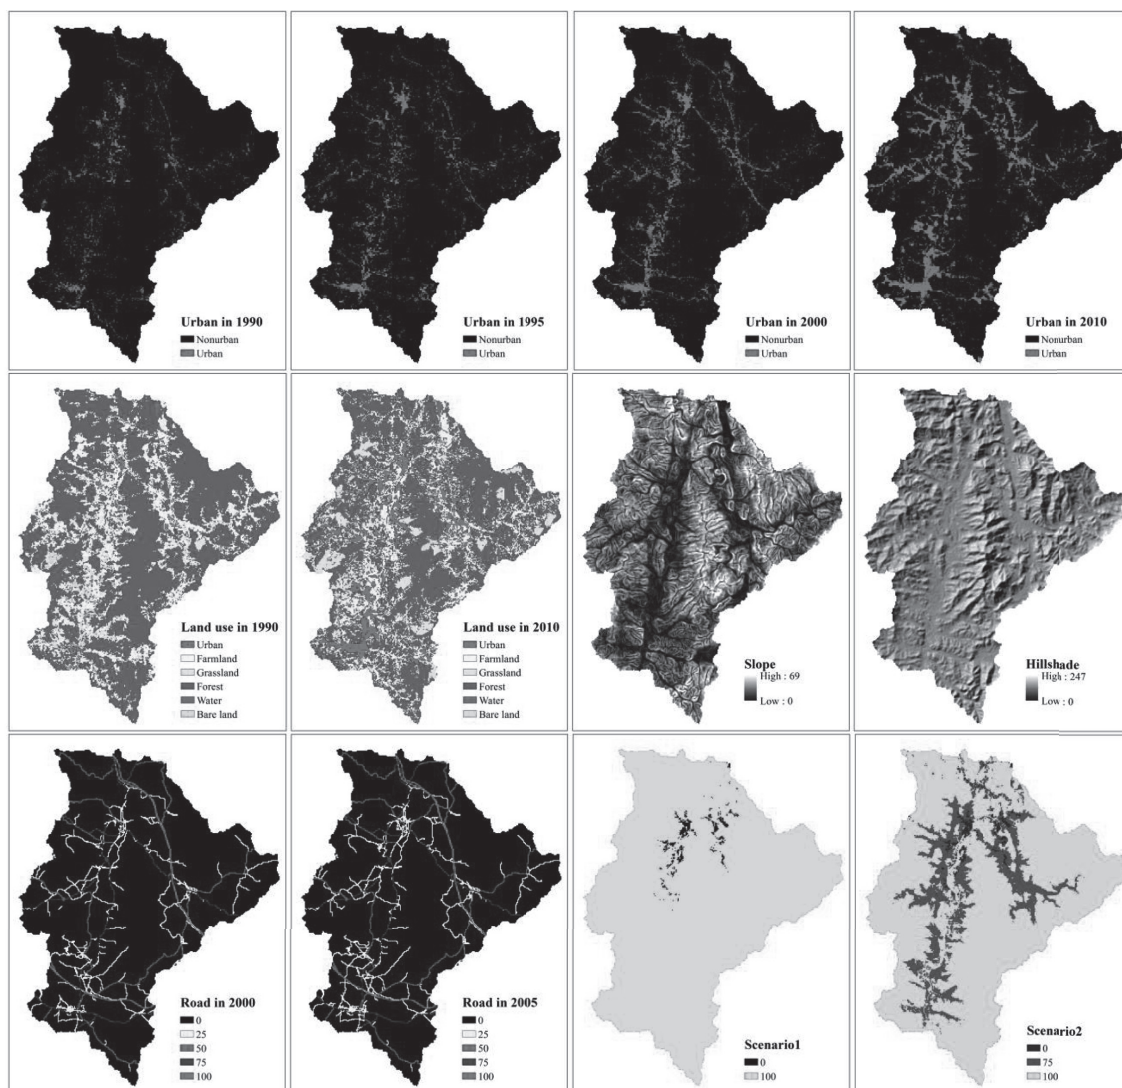 Urban in 1990
Nonurban
Urban
Urban in 1995
Nonurban
Urban
Urban in 2000
Nonurban
Urban
Urban in 2010
Nonurban
Urban
Land use in 1990
Urban
Farmland
Grassland
Forest
Water
Bare land
Land use in 2010
Urban
Farmland
Grassland
Forest
Water
Bare land
Slope
High : 69
Low : 0
Hillshade
High : 247
Low : 0
Road in 2000
0
25
50
75
100
Road in 2005
0
25
50
75
100
Scenario1
0
100
Scenario2
0
75
100